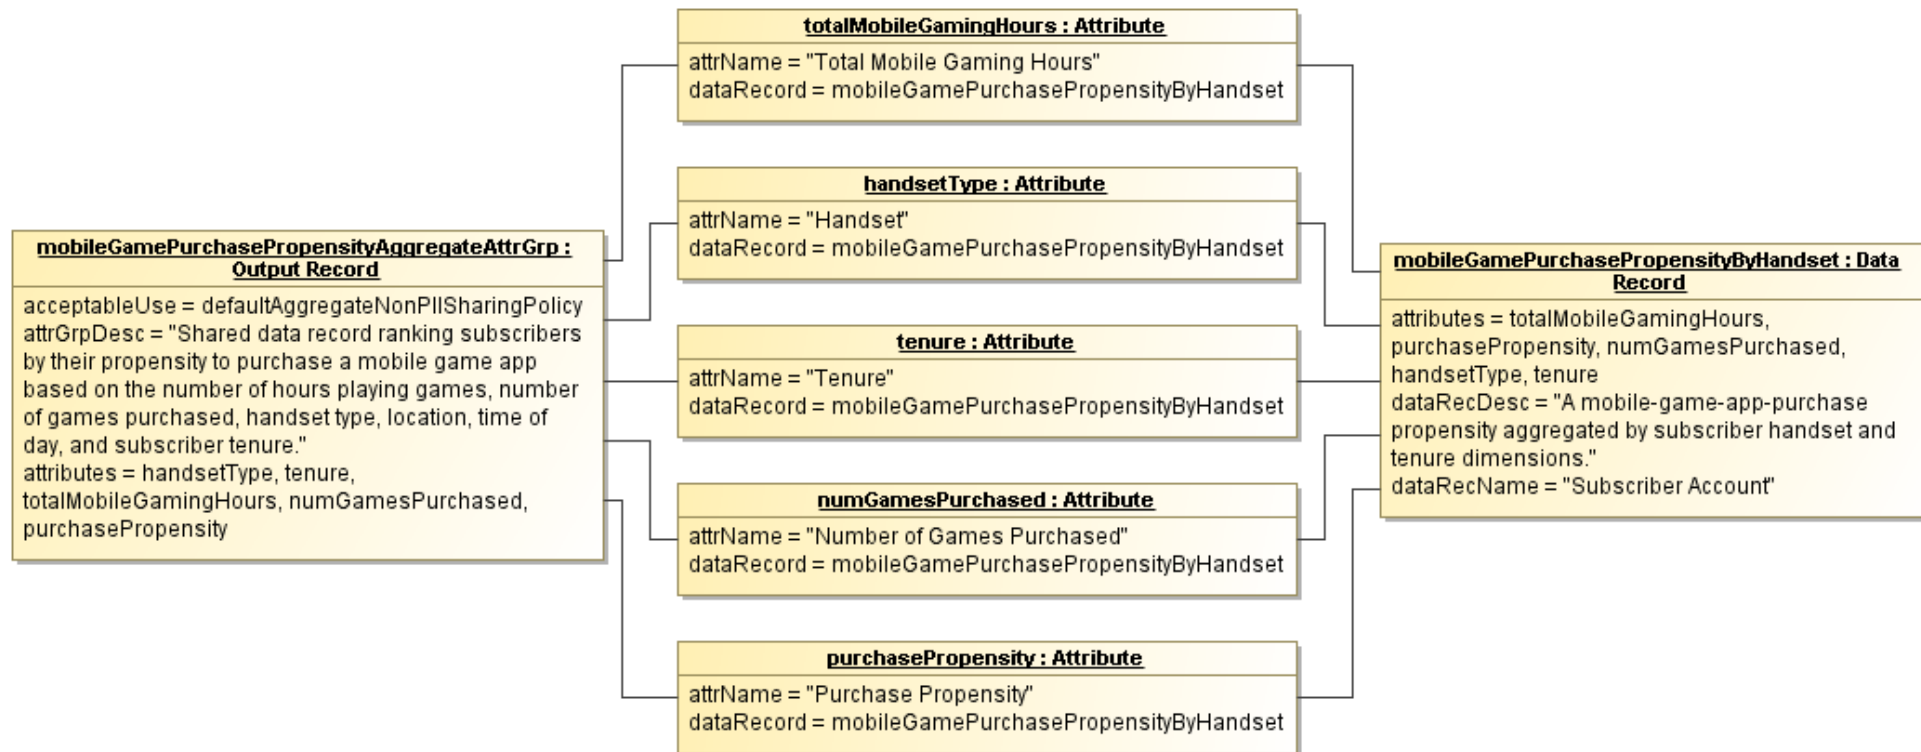 mobileGamePurchasePropensityAggregateAttrGrp :
Output Record
acceptableUse = defaultAggregateNonPIISharingPolicy
attrGrpDesc = "Shared data record ranking subscribers
by their propensity to purchase a mobile game app
based on the number of hours playing games, number
of games purchased, handset type, location, time of
day, and subscriber tenure."
attributes = handsetType, tenure,
totalMobileGamingHours, numGamesPurchased,
purchasePropensity
totalMobileGamingHours : Attribute
attrName = "Total Mobile Gaming Hours"
dataRecord = mobileGamePurchasePropensityByHandset
handsetType : Attribute
attrName = "Handset"
dataRecord = mobileGamePurchasePropensityByHandset
tenure : Attribute
attrName = "Tenure"
dataRecord = mobileGamePurchasePropensityByHandset
numGamesPurchased : Attribute
attrName = "Number of Games Purchased"
dataRecord = mobileGamePurchasePropensityByHandset
purchasePropensity : Attribute
attrName = "Purchase Propensity"
dataRecord = mobileGamePurchasePropensityByHandset
mobileGamePurchasePropensityByHandset : Data
Record
attributes = totalMobileGamingHours,
purchasePropensity, numGamesPurchased,
handsetType, tenure
dataRecDesc = "A mobile-game-app-purchase
propensity aggregated by subscriber handset and
tenure dimensions."
dataRecName = "Subscriber Account"